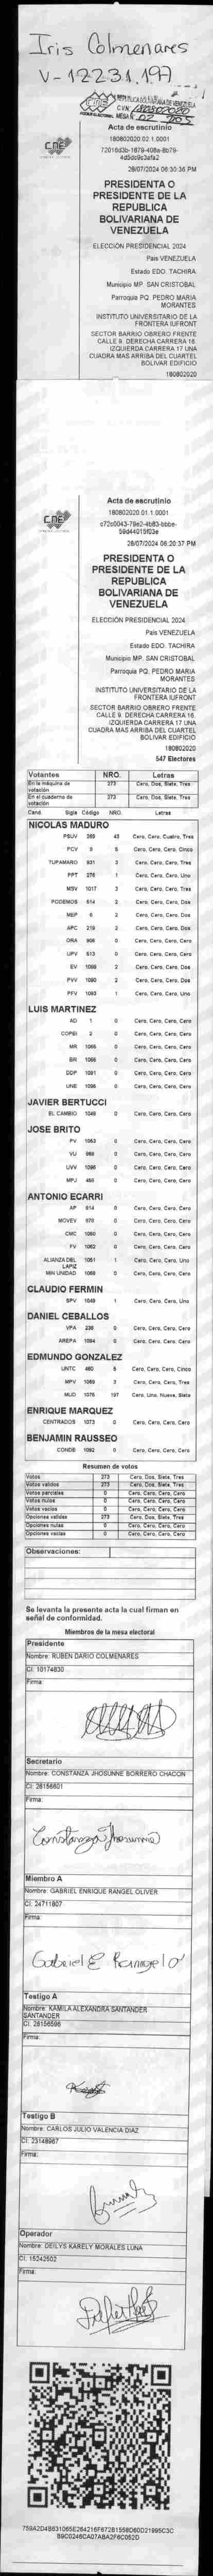 Iris Colmenares
V-12231.197
CNE
REPÚBLICA BOLIVARIANA DE VENEZUELA
Acta de escrutinio
180802020.02.1.0001
28/07/2024 06:30:36 PM
PRESIDENTA O
PRESIDENTE DE LA
REPUBLICA
BOLIVARIANA DE
VENEZUELA
ELECCIÓN PRESIDENCIAL 2024
País VENEZUELA
Estado EDO. TACHIRA
Municipio MP. SAN CRISTOBAL
Parroquia PQ. PEDRO MARIA
MORANTES
INSTITUTO UNIVERSITARIO DE LA
FRONTERA IUFRONT
SECTOR BARRIO OBRERO FRENTE
CALLE 9. DERECHA CARRERA 16.
IZQUIERDA CARRERA 17 UNA
CUADRA MAS ARRIBA DEL CUARTEL
BOLIVAR EDIFICIO
180802020
CNE
Acta de escrutinio
180802020.01.1.0001
28/07/2024 06:20:37 PM
PRESIDENTA O
PRESIDENTE DE LA
REPUBLICA
BOLIVARIANA DE
VENEZUELA
ELECCIÓN PRESIDENCIAL 2024
País VENEZUELA
Estado EDO. TACHIRA
Municipio MP. SAN CRISTOBAL
Parroquia PQ. PEDRO MARIA
MORANTES
INSTITUTO UNIVERSITARIO DE LA
FRONTERA IUFRONT
SECTOR BARRIO OBRERO FRENTE
CALLE 9. DERECHA CARRERA 16.
IZQUIERDA CARRERA 17 UNA
CUADRA MAS ARRIBA DEL CUARTEL
BOLIVAR EDIFICIO
180802020
547 Electores
Votantes NRO. Letras
En la máquina de votación 273 Cero, Dos, Siete, Tres
En el cuaderno de votación 273 Cero, Dos, Siete, Tres
Cand. Sigla Código NRO. Letras
NICOLAS MADURO
PSUV 269 43 Cero, Cero, Cuatro, Tres
PCV 5 Cero, Cero, Cero, Cinco
TUPAMARO 931 3 Cero, Cero, Cero, Tres
PPT 276 1 Cero, Cero, Cero, Uno
MSV 1017 3 Cero, Cero, Cero, Tres
PODEMOS 614 2 Cero, Cero, Cero, Dos
MEP 6 2 Cero, Cero, Cero, Dos
APC 219 2 Cero, Cero, Cero, Dos
ORA 906 0 Cero, Cero, Cero, Cero
UPV 513 0 Cero, Cero, Cero, Cero
EV 2 Cero, Cero, Cero, Dos
PVV 1090 2 Cero, Cero, Cero, Dos
PFV 1093 1 Cero, Cero, Cero, Uno
LUIS MARTINEZ
AD 1 0 Cero, Cero, Cero, Cero
COPEI 2 0 Cero, Cero, Cero, Cero
MR 1066 0 Cero, Cero, Cero, Cero
BR 0 Cero, Cero, Cero, Cero
DDP 1091 0 Cero, Cero, Cero, Cero
UNE 1096 0 Cero, Cero, Cero, Cero
JAVIER BERTUCCI
EL CAMBIO 1049 0 Cero, Cero, Cero, Cero
JOSE BRITO
PV 1053 0 Cero, Cero, Cero, Cero
VU 968 0 Cero, Cero, Cero, Cero
UVV 1098 0 Cero, Cero, Cero, Cero
MPJ 455 0 Cero, Cero, Cero, Cero
ANTONIO ECARRI
AP 914 0 Cero, Cero, Cero, Cero
MOVEV 975 0 Cero, Cero, Cero, Cero
CMC 1050 0 Cero, Cero, Cero, Cero
FV 1062 0 Cero, Cero, Cero, Cero
ALIANZA DEL LAPIZ 1051 1 Cero, Cero, Cero, Uno
MIN UNIDAD 1068 0 Cero, Cero, Cero, Cero
CLAUDIO FERMIN
SPV 1048 1 Cero, Cero, Cero, Uno
DANIEL CEBALLOS
VPA 238 0 Cero, Cero, Cero, Cero
AREPA 1094 0 Cero, Cero, Cero, Cero
EDMUNDO GONZALEZ
UNTC 460 5 Cero, Cero, Cero, Cinco
MPV 1069 3 Cero, Cero, Cero, Tres
MUD 1076 197 Cero, Uno, Nueve, Siete
ENRIQUE MARQUEZ
CENTRADOS 1073 0 Cero, Cero, Cero, Cero
BENJAMIN RAUSSEO
CONDE 1092 0 Cero, Cero, Cero, Cero
Resumen de votos
Votos 273 Cero, Dos, Siete, Tres
Votos válidos 273 Cero, Dos, Siete, Tres
Votos parciales 0 Cero, Cero, Cero, Cero
Votos nulos 0 Cero, Cero, Cero, Cero
Votos vacíos 0 Cero, Cero, Cero, Cero
Opciones válidas 273 Cero, Dos, Siete, Tres
Opciones nulas 0 Cero, Cero, Cero, Cero
Opciones vacías 0 Cero, Cero, Cero, Cero
Observaciones:
Se levanta la presente acta la cual firman en
señal de conformidad.
Miembros de la mesa electoral
Presidente
Nombre: RUBEN DARIO COLMENARES
CI: 10174830
Firma:
Secretario
Nombre: CONSTANZA JHOSUNNE BORRERO CHACON
CI: 28156601
Firma:
Constanza Jhosunne
Miembro A
Nombre: GABRIEL ENRIQUE RANGEL OLIVER
CI: 24711807
Firma:
Gabriel E Rangel O
Testigo A
Nombre: KAMILA ALEXANDRA SANTANDER
SANTANDER
CI: 28156596
Firma:
Testigo B
Nombre: CARLOS JULIO VALENCIA DIAZ
CI: 23148967
Firma:
Operador
Nombre: DEILYS KARELY MORALES LUNA
CI: 15242502
Firma: